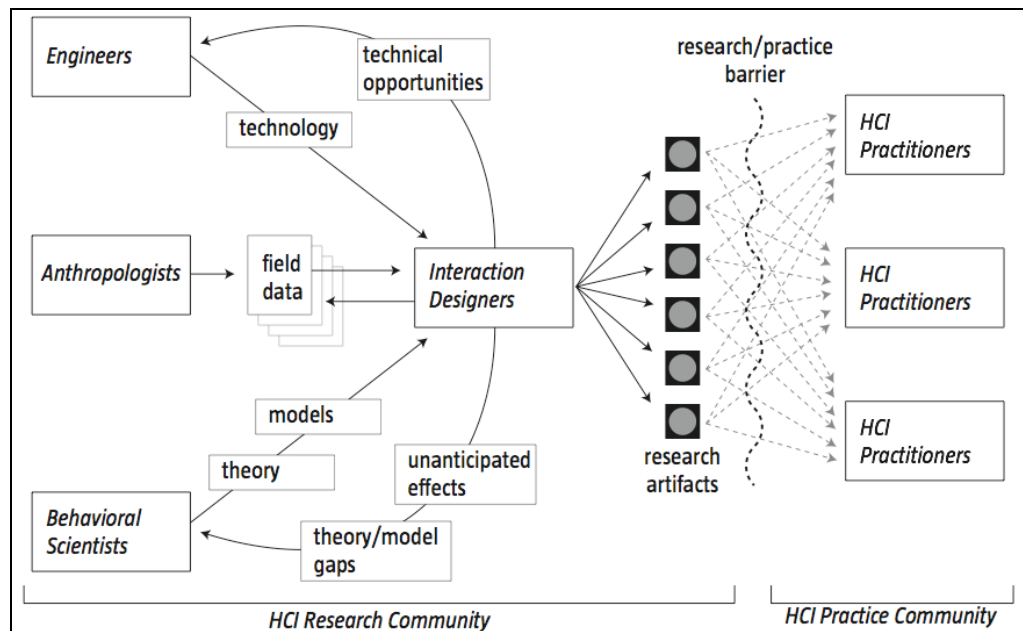 Engineers
technical
opportunities
technology
research/practice
barrier
HCI
Practitioners
Anthropologists
field
data
Interaction
Designers
HCI
Practitioners
models
theory
unanticipated
effects
Behavioral
Scientists
theory/model
gaps
research
artifacts
HCI
Practitioners
HCI Research Community
HCI Practice Community